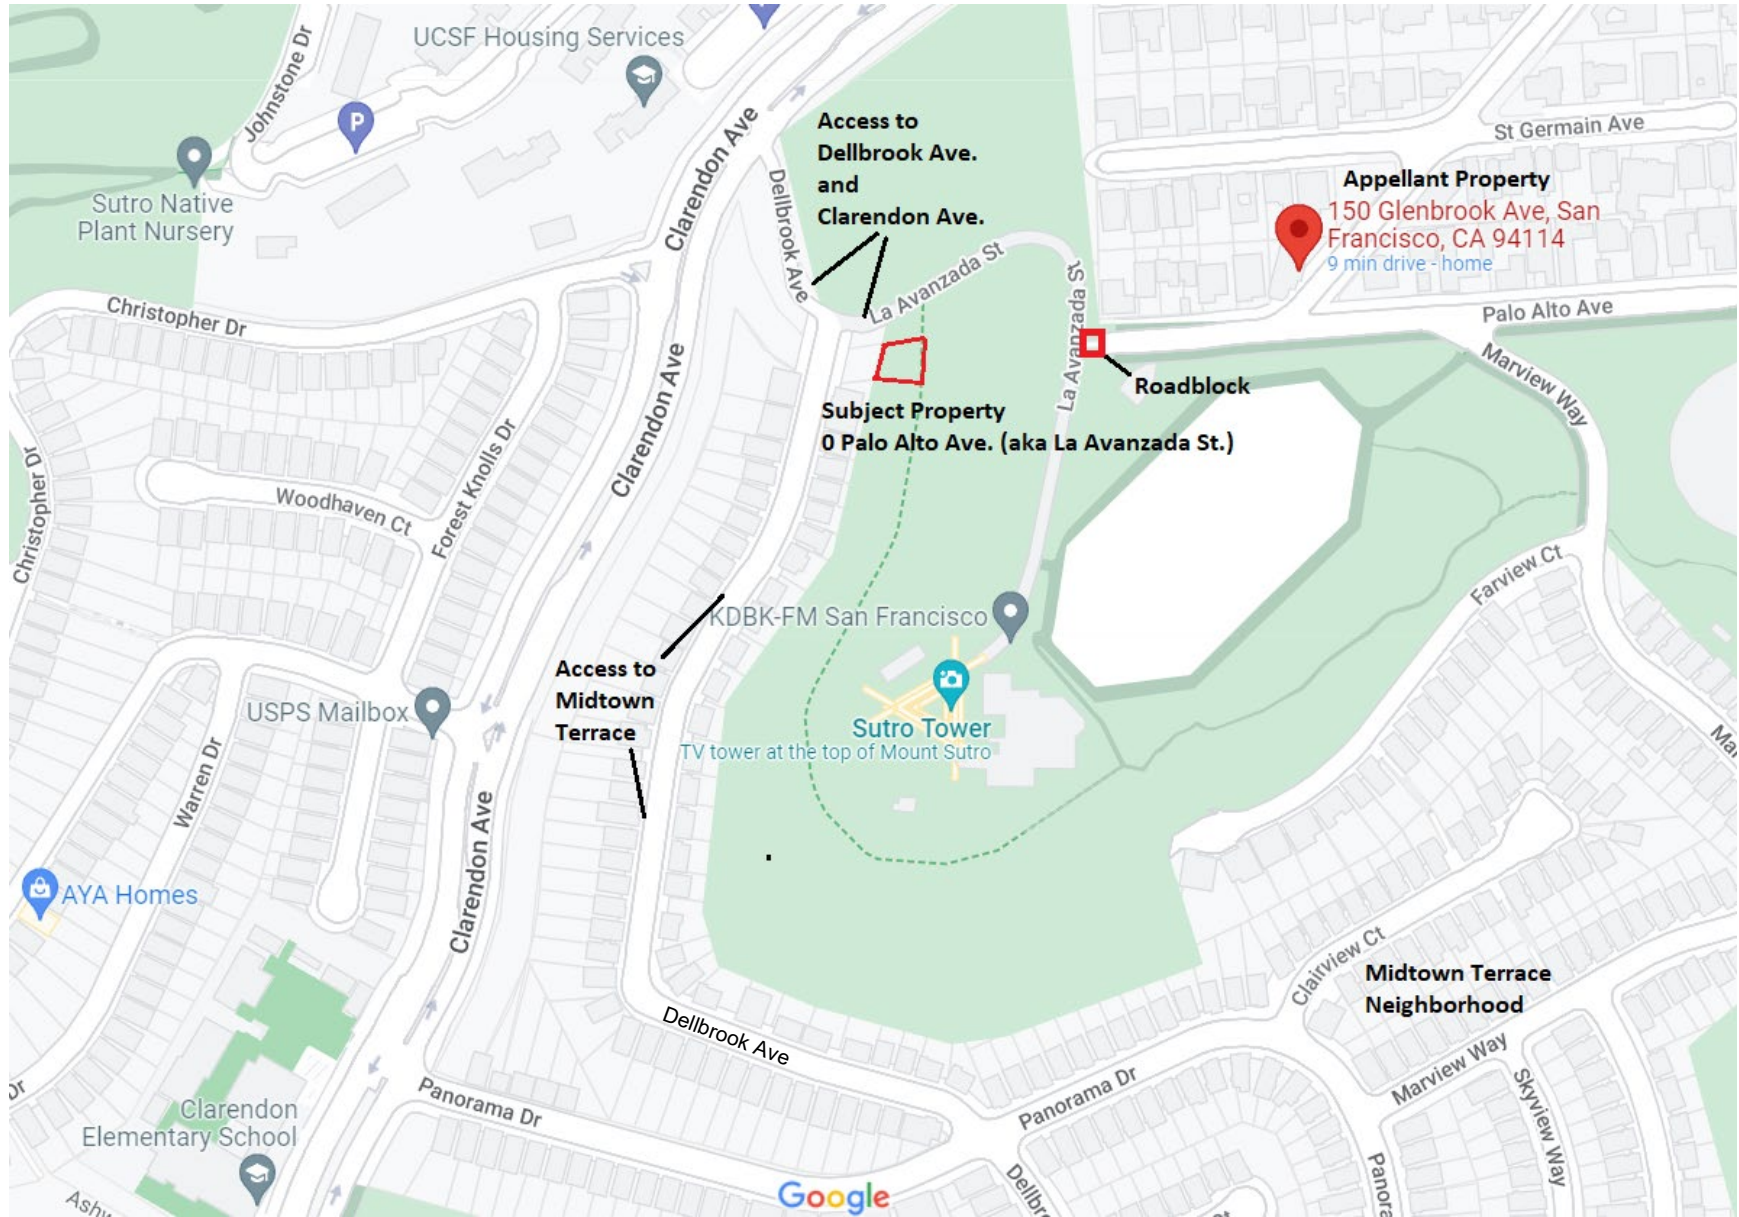 UCSF Housing Services
Johnstone Dr
P
Clarendon Ave
St Germain Ave
Access to
Dellbrook Ave.
and
Clarendon Ave.
Sutro Native
Plant Nursery
Dellbrook Ave
Appellant Property
150 Glenbrook Ave, San
Francisco, CA 94114
9 min drive - home
La Avanzada St
La Avanzada St
Christopher Dr
Palo Alto Ave
La Avanzada St
Roadblock
Marview Way
Subject Property
0 Palo Alto Ave. (aka La Avanzada St.)
Clarendon Ave
Christopher Dr
Woodhaven Ct
Forest Knolls Dr
Farview Ct
KDBK-FM San Francisco
Access to
Midtown
Terrace
USPS Mailbox
Sutro Tower
TV tower at the top of Mount Sutro
Warren Dr
Clarendon Ave
AYA Homes
Clairview Ct
Midtown Terrace
Neighborhood
Dellbrook Ave
Marview Way
Panorama Dr
Panorama Dr
Skyview Way
Clarendon
Elementary School
Google